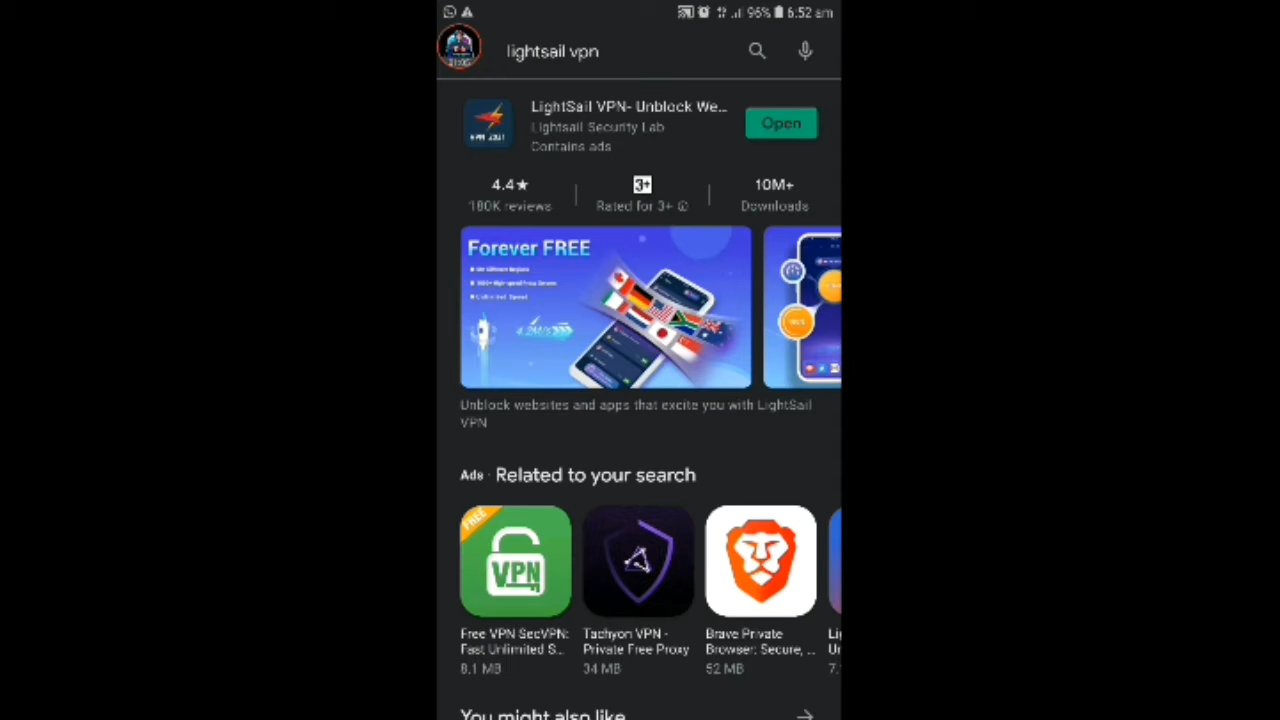 96% 6:52 am
lightsail vpn
LightSail VPN- Unblock We...
Lightsail Security Lab
Contains ads
Open
4.4★
180K reviews
3+
Rated for 3+
10M+
Downloads
Forever FREE
Unblock websites and apps that excite you with LightSail
VPN
Ads · Related to your search
FREE
VPN
Free VPN SecVPN:
Fast Unlimited S...
8.1 MB
Tachyon VPN -
Private Free Proxy
34 MB
Brave Private
Browser: Secure, ...
52 MB
You might also like